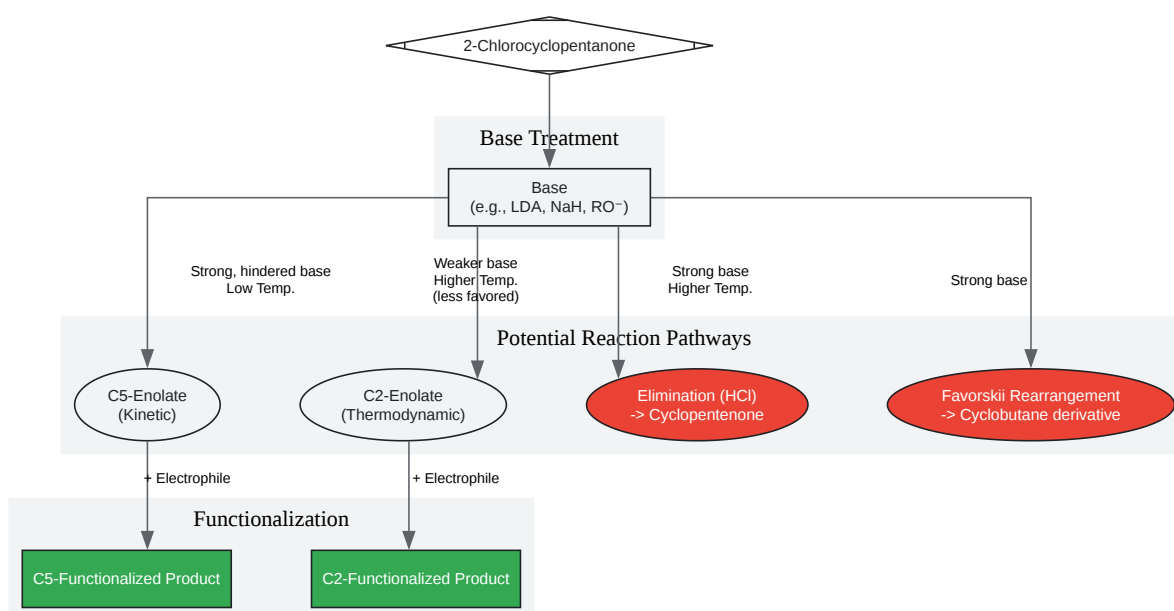 2-Chlorocyclopentanone
Base Treatment
Base
(e.g., LDA, NaH, RO⁻)
Strong, hindered base
Low Temp.
Weaker base
Higher Temp.
(less favored)
Strong base
Higher Temp.
Strong base
Potential Reaction Pathways
C5-Enolate
(Kinetic)
C2-Enolate
(Thermodynamic)
Elimination (HCl)
-> Cyclopentenone
Favorskii Rearrangement
-> Cyclobutane derivative
+ Electrophile
+ Electrophile
Functionalization
C5-Functionalized Product
C2-Functionalized Product